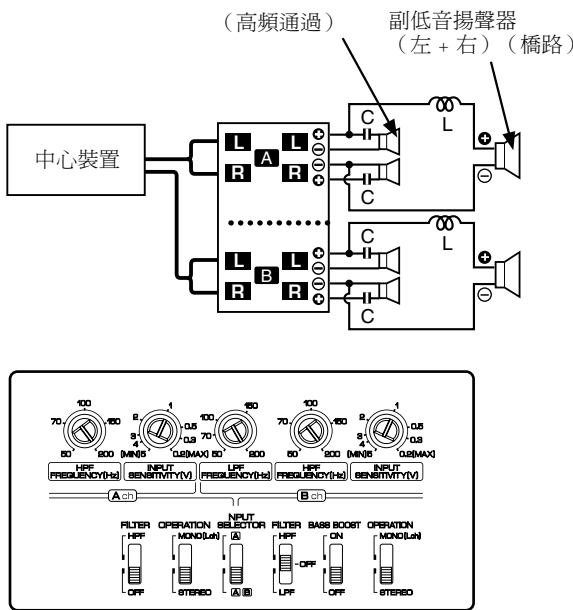 （高頻通過）
副低音揚聲器
（左 + 右）（橋路）
中心裝置
L L
A
R R
L L
B
R R
C
L
C
C
L
C
100
70 150
50 200
HPF
FREQUENCY(Hz)
1
2 0.5
3 0.3
4
(MIN)5 0.2(MAX)
INPUT
SENSITIVITY(V)
150
100
70
50 200
LPF
FREQUENCY(Hz)
100
70 150
50 200
HPF
FREQUENCY(Hz)
1
2 0.5
3 0.3
4
(MIN)5 0.2(MAX)
INPUT
SENSITIVITY(V)
A ch
B ch
FILTER
HPF
OFF
OPERATION
MONO(Lch)
STEREO
NPUT
SELECTOR
A
A B
FILTER
HPF
OFF
LPF
BASS BOOST
ON
OFF
OPERATION
MONO(Lch)
STEREO